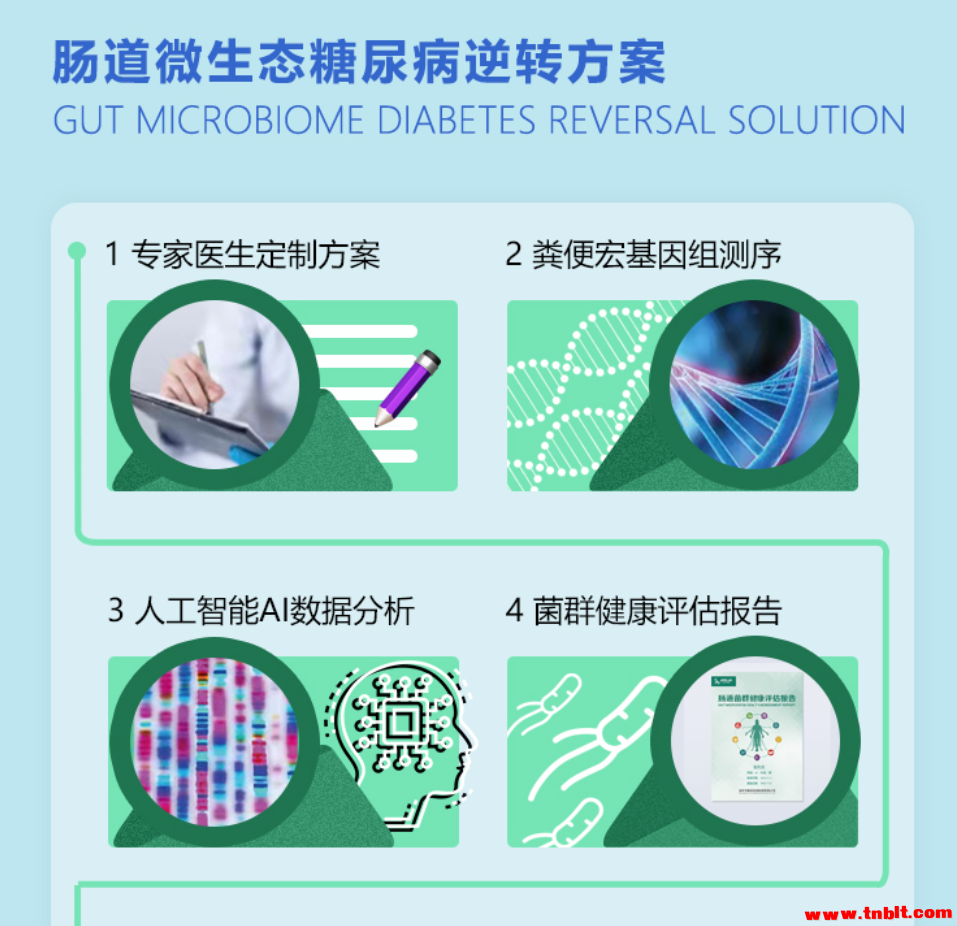 肠道微生态糖尿病逆转方案
GUT MICROBIOME DIABETES REVERSAL SOLUTION
1 专家医生定制方案
2 粪便宏基因组测序
3 人工智能AI数据分析
4 菌群健康评估报告
肠道菌群健康评估报告
www.tnblt.com